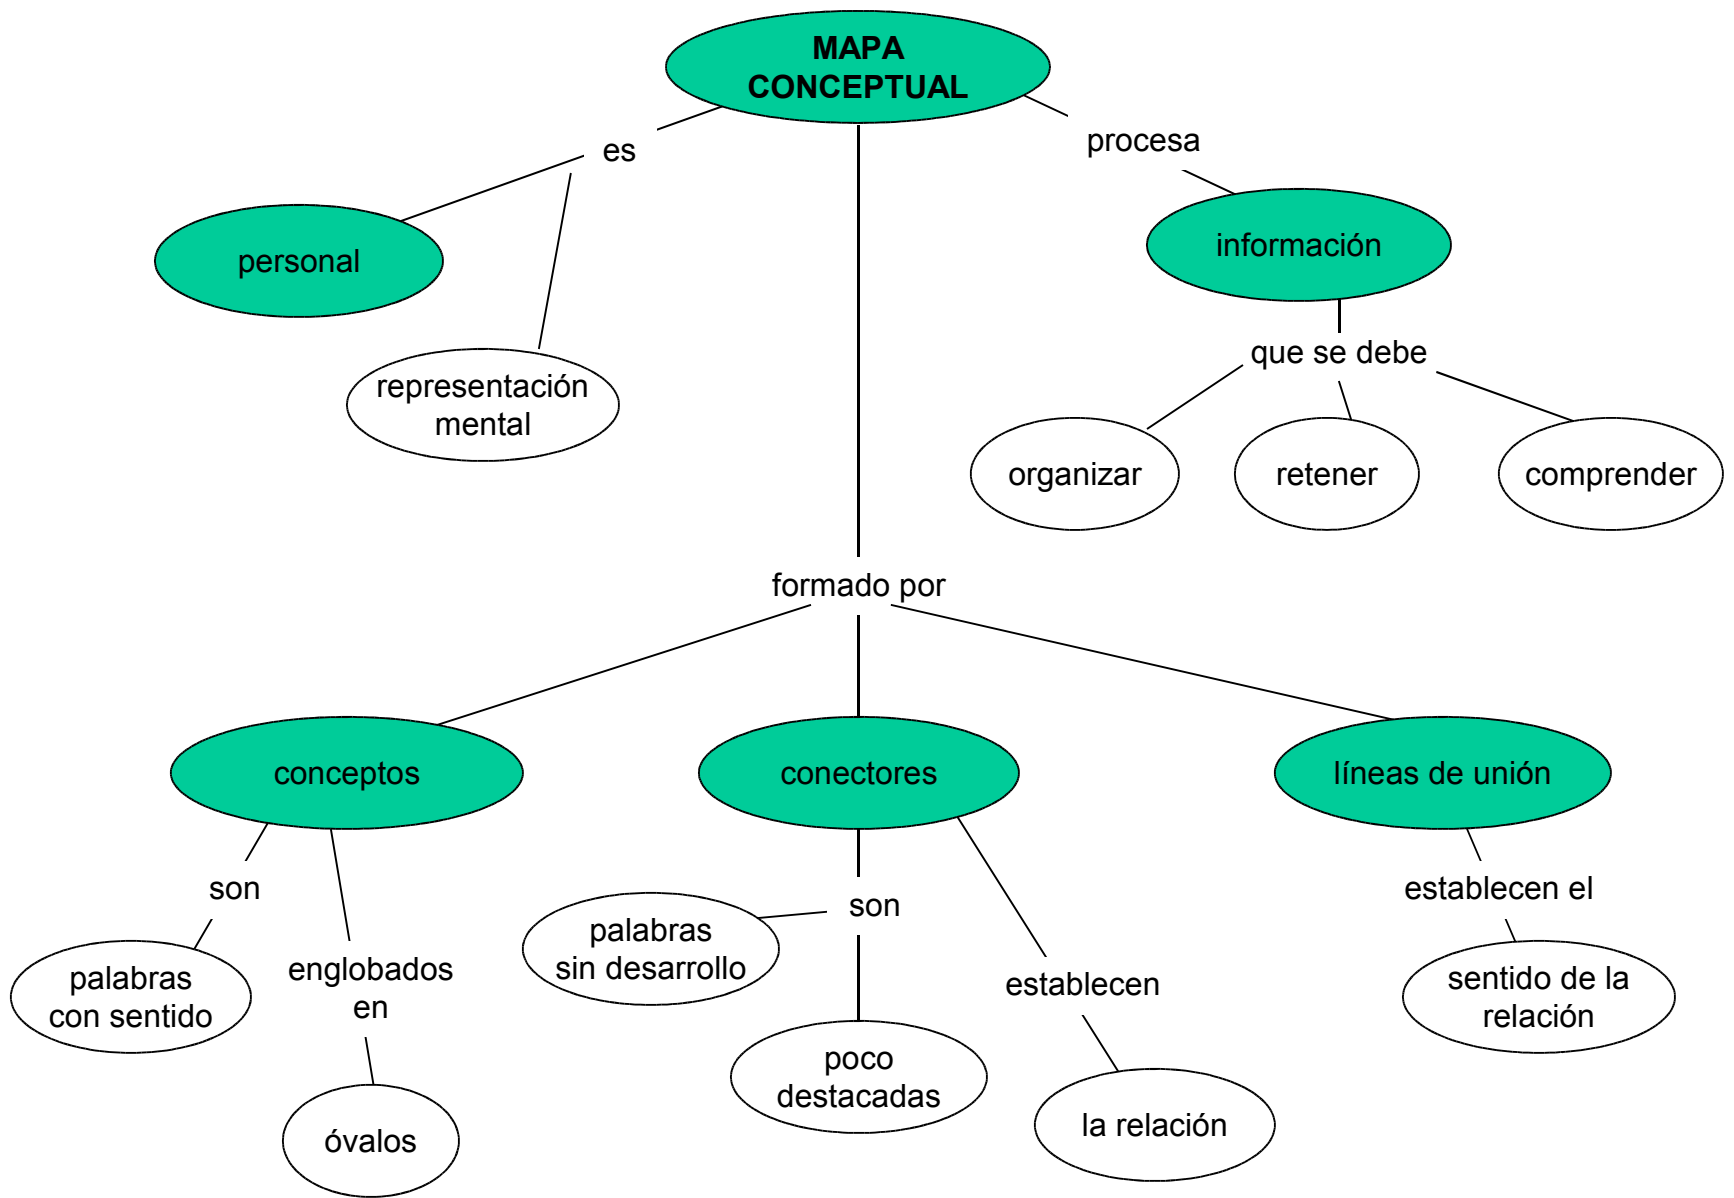 MAPA
CONCEPTUAL
es
procesa
personal
información
representación
mental
que se debe
organizar
retener
comprender
formado por
conceptos
conectores
líneas de unión
son
palabras
con sentido
englobados
en
óvalos
son
palabras
sin desarrollo
poco
destacadas
establecen
la relación
establecen el
sentido de la
relación